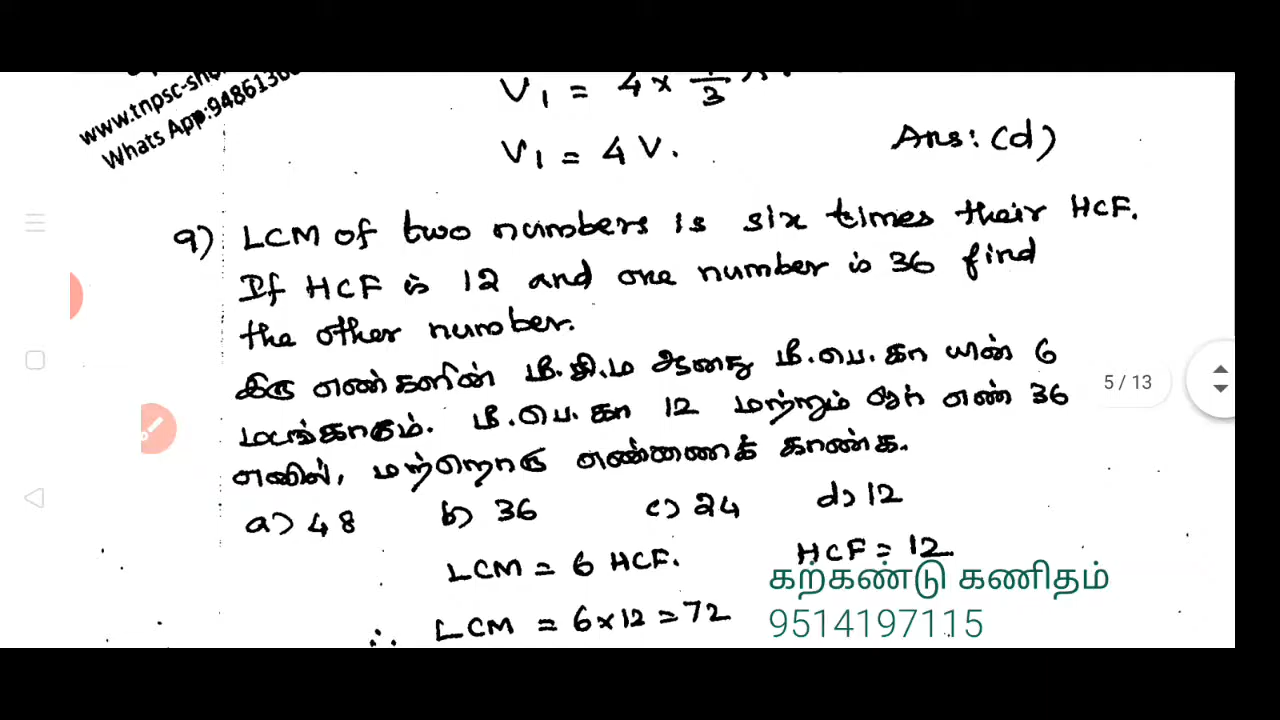 www.tnpsc-sh
Whats App:9486130
V₁ = 4 ×
V₁ = 4 V.
Ans: (d)
9) LCM of two numbers is six times their HCF.
If HCF is 12 and one number is 36 find
the other number.
இரு எண்களின் மீ.சி.ம ஆனது மீ.பெ.கா யின் 6
மடங்காகும். மீ.பெ.கா 12 மற்றும் ஓர் எண் 36
எனில், மற்றொரு எண்ணைக் காண்க.
a) 48 b) 36 c) 24 d) 12
LCM = 6 HCF. HCF = 12
∴ LCM = 6×12 = 72
கற்கண்டு கணிதம்
9514197115
5 / 13